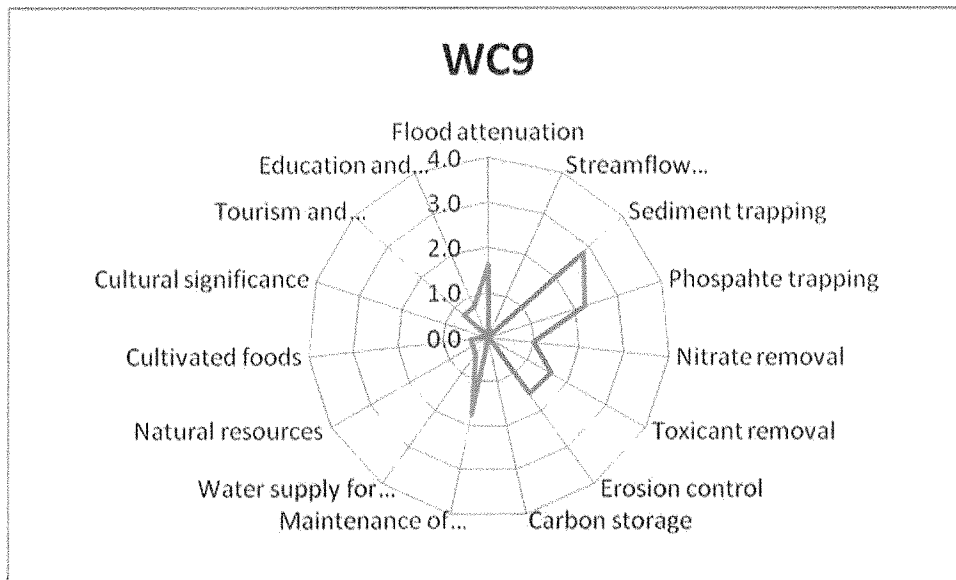 WC9
Flood attenuation
Streamflow...
Sediment trapping
Phospahte trapping
Nitrate removal
Toxicant removal
Erosion control
Carbon storage
Maintenance of...
Water supply for...
Natural resources
Cultivated foods
Cultural significance
Tourism and...
Education and...
4.0
3.0
2.0
1.0
0.0